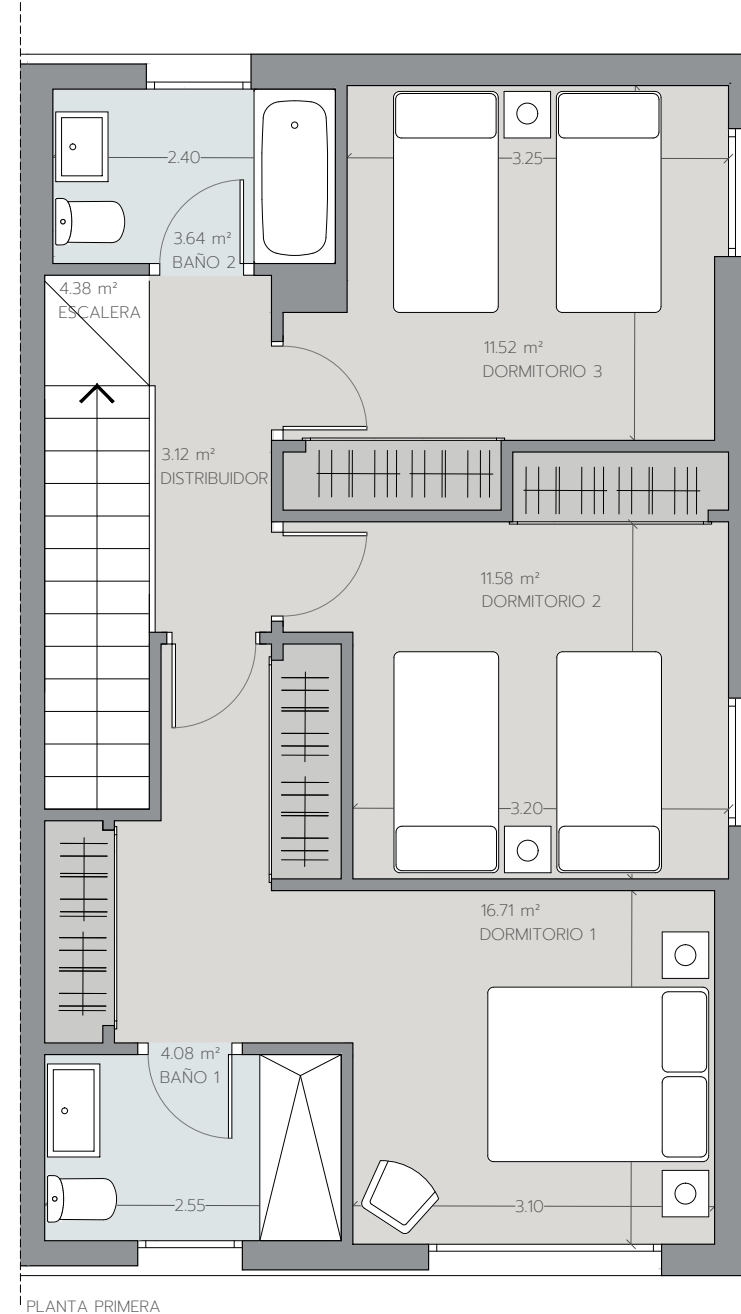 2.40
3.25
3.64 m²
BAÑO 2
4.38 m²
ESCALERA
11.52 m²
DORMITORIO 3
3.12 m²
DISTRIBUIDOR
11.58 m²
DORMITORIO 2
3.20
16.71 m²
DORMITORIO 1
4.08 m²
BAÑO 1
2.55
3.10
PLANTA PRIMERA